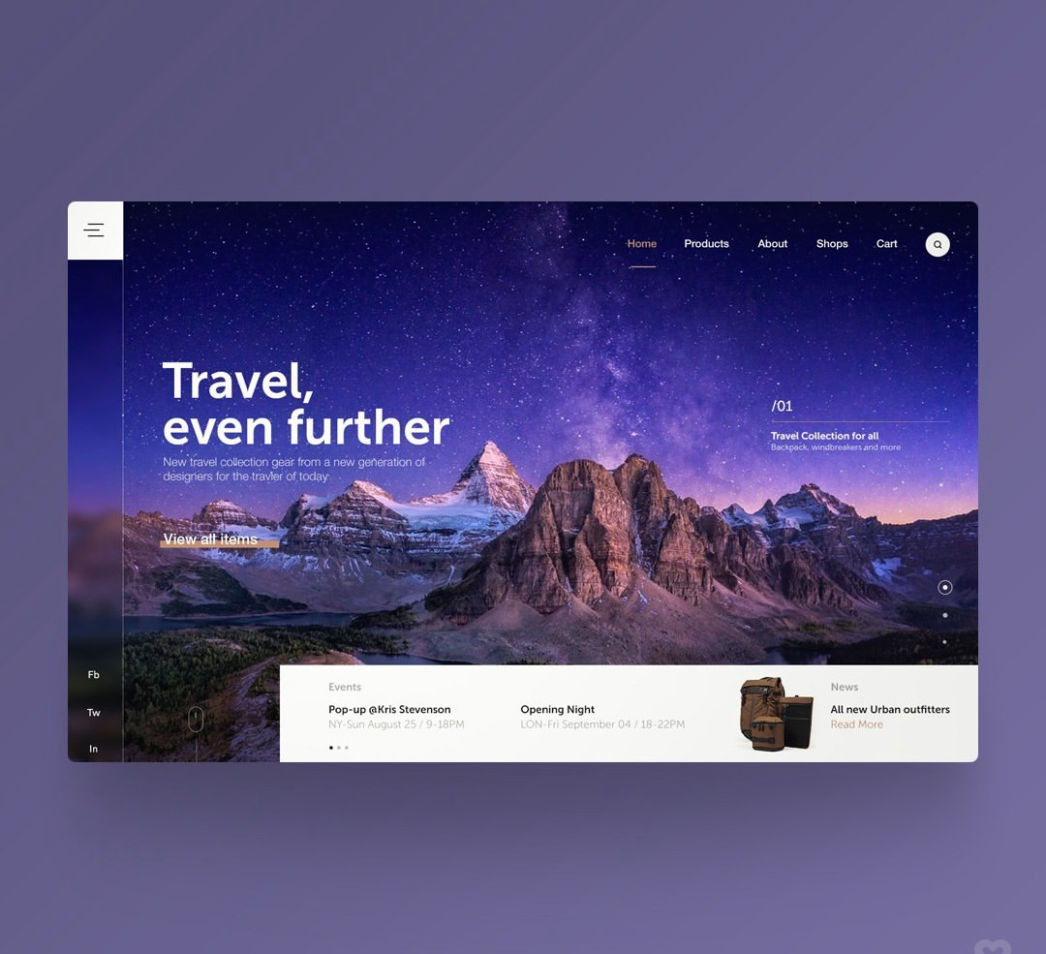 Home Products About Shops Cart
Travel,
even further
New travel collection gear from a new generation of
designers for the travler of today
View all items
/01
Travel Collection for all
Backpack, windbreakers and more
Fb
Tw
In
Events
Pop-up @Kris Stevenson
NY-Sun August 25 / 9-18PM
Opening Night
LON-Fri September 04 / 18-22PM
News
All new Urban outfitters
Read More